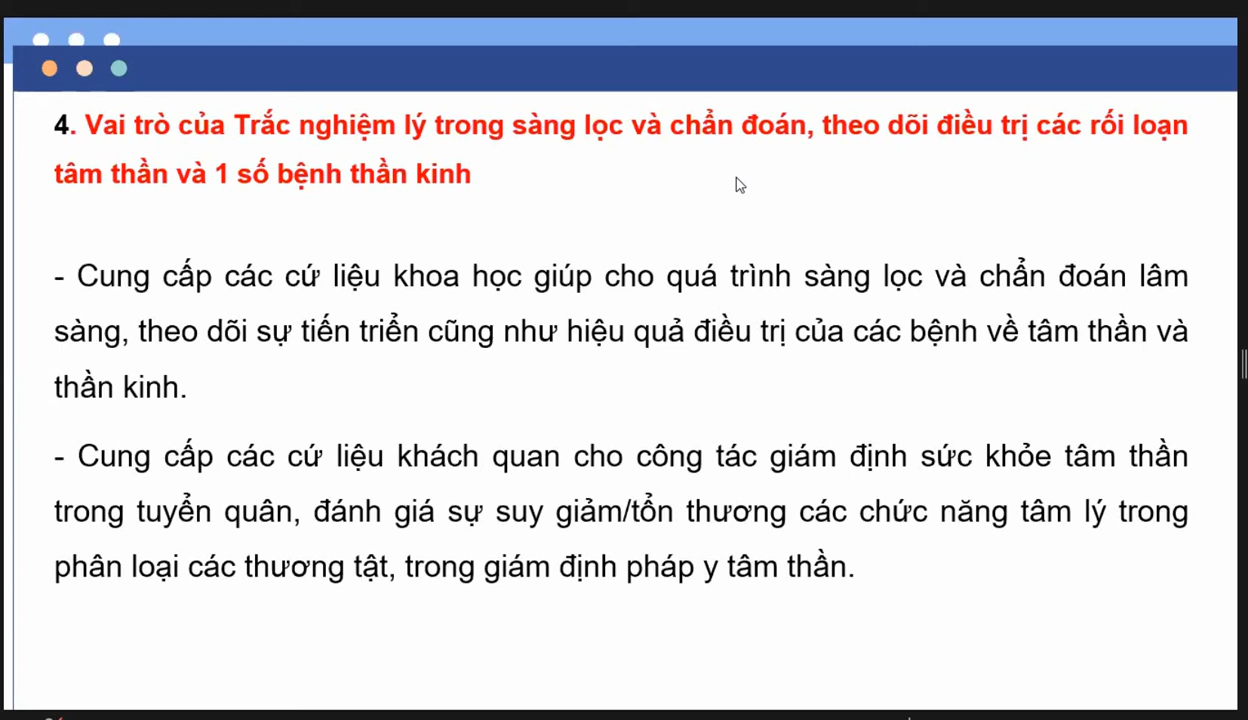 4. Vai trò của Trắc nghiệm lý trong sàng lọc và chẩn đoán, theo dõi điều trị các rối loạn
tâm thần và 1 số bệnh thần kinh
- Cung cấp các cứ liệu khoa học giúp cho quá trình sàng lọc và chẩn đoán lâm
sàng, theo dõi sự tiến triển cũng như hiệu quả điều trị của các bệnh về tâm thần và
thần kinh.
- Cung cấp các cứ liệu khách quan cho công tác giám định sức khỏe tâm thần
trong tuyển quân, đánh giá sự suy giảm/tổn thương các chức năng tâm lý trong
phân loại các thương tật, trong giám định pháp y tâm thần.